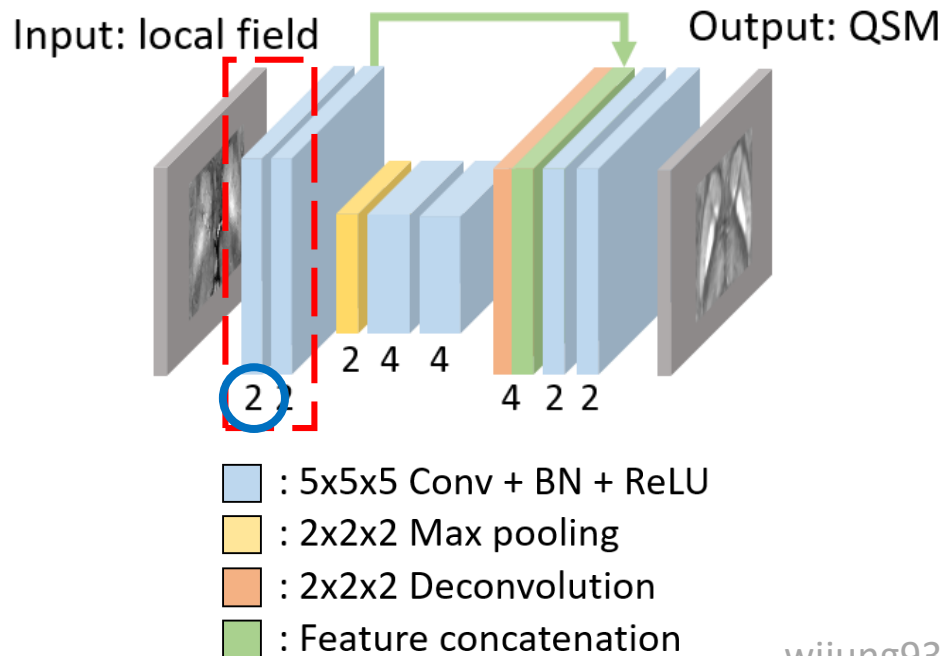 Input: local field
Output: QSM
2 4 4
2 2
4 2 2
: 5x5x5 Conv + BN + ReLU
: 2x2x2 Max pooling
: 2x2x2 Deconvolution
: Feature concatenation